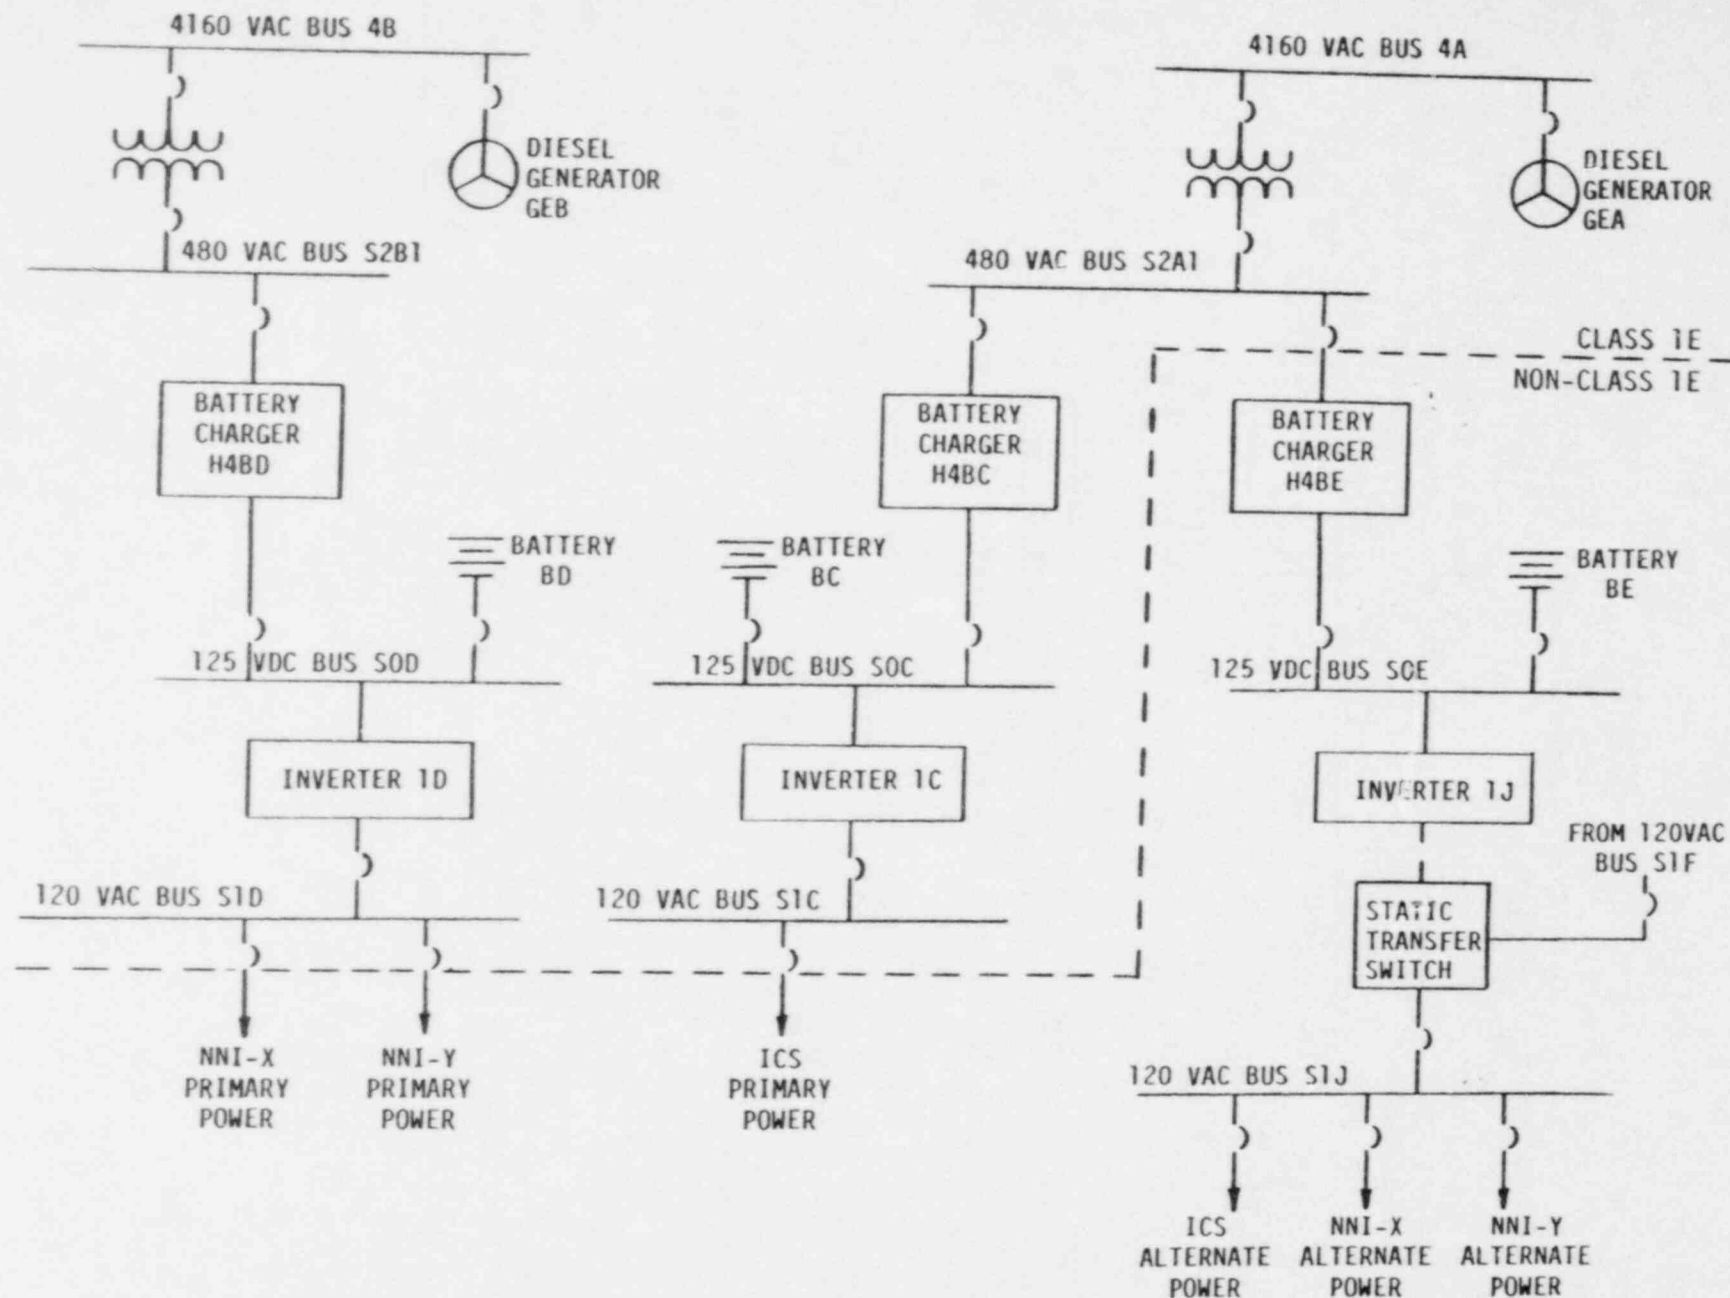 4160 VAC BUS 4B
4160 VAC BUS 4A
DIESEL
GENERATOR
GEB
DIESEL
GENERATOR
GEA
480 VAC BUS S2B1
480 VAC BUS S2A1
CLASS 1E
NON-CLASS 1E
BATTERY
CHARGER
H4BD
BATTERY
CHARGER
H4BC
BATTERY
CHARGER
H4BE
BATTERY
BD
BATTERY
BC
BATTERY
BE
125 VDC BUS SOD
125 VDC BUS SOC
125 VDC BUS SOE
INVERTER 1D
INVERTER 1C
INVERTER 1J
FROM 120VAC
BUS S1F
120 VAC BUS S1D
120 VAC BUS S1C
STATIC
TRANSFER
SWITCH
NNI-X
PRIMARY
POWER
NNI-Y
PRIMARY
POWER
ICS
PRIMARY
POWER
120 VAC BUS S1J
ICS
ALTERNATE
POWER
NNI-X
ALTERNATE
POWER
NNI-Y
ALTERNATE
POWER